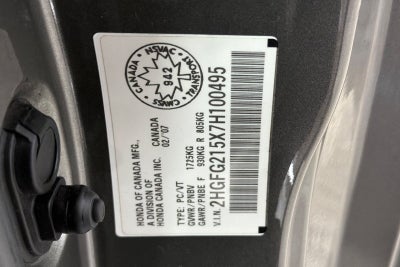 HONDA OF CANADA MFG.,
A DIVISION OF
HONDA CANADA INC. CANADA
02/07
TYPE: PC/VT
GVWR/PNBV 1725KG
GAWR/PNBE F 930KG R 805KG
V.I.N. 2HGFG215X7H100495
CANADA
NSVAC
TRANSPORT
CMVSS
942